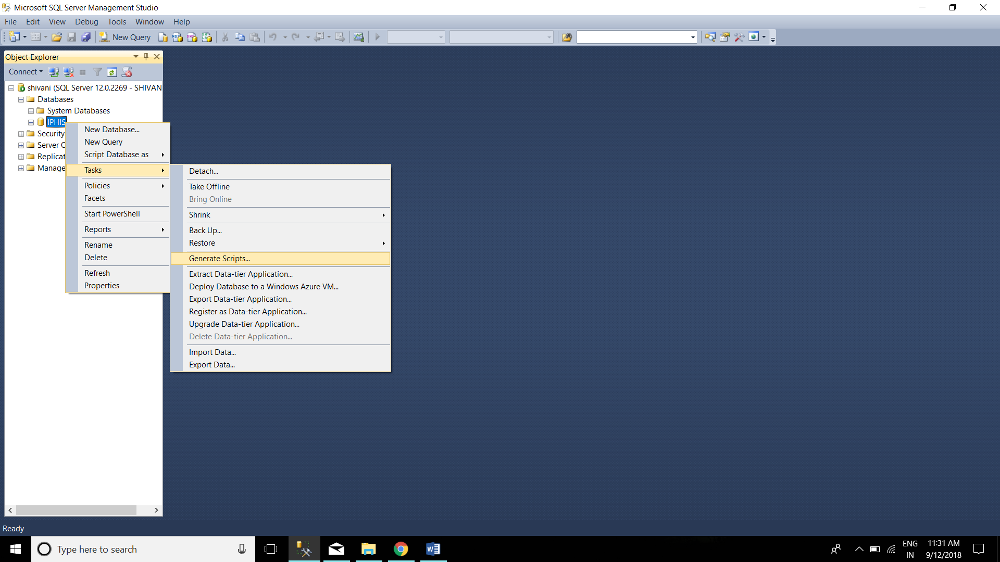 Microsoft SQL Server Management Studio
File Edit View Debug Tools Window Help
New Query
Object Explorer
Connect
shivani (SQL Server 12.0.2269 - SHIVAN
Databases
System Databases
IPHIS
Security
Server O
Replicat
Manage
New Database...
New Query
Script Database as
Tasks
Policies
Facets
Start PowerShell
Reports
Rename
Delete
Refresh
Properties
Detach...
Take Offline
Bring Online
Shrink
Back Up...
Restore
Generate Scripts...
Extract Data-tier Application...
Deploy Database to a Windows Azure VM...
Export Data-tier Application...
Register as Data-tier Application...
Upgrade Data-tier Application...
Delete Data-tier Application...
Import Data...
Export Data...
Ready
Type here to search
ENG
IN
11:31 AM
9/12/2018